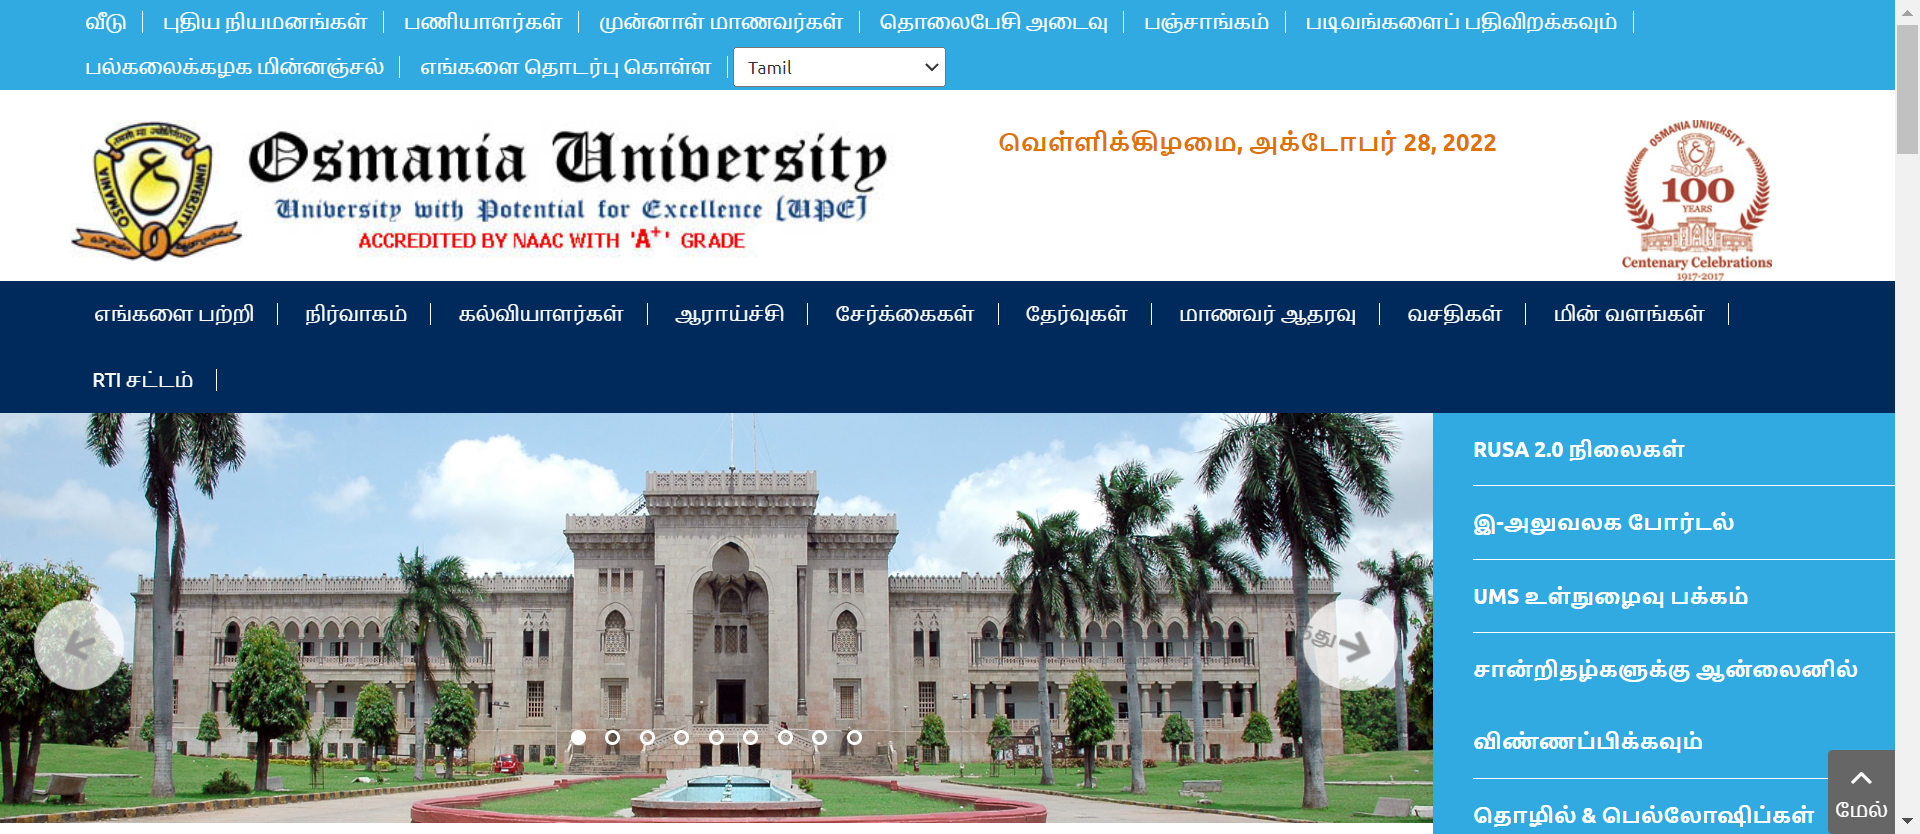 வீடு புதிய நியமனங்கள் பணியாளர்கள் முன்னாள் மாணவர்கள் தொலைபேசி அடைவு பஞ்சாங்கம் படிவங்களைப் பதிவிறக்கவும்
பல்கலைக்கழக மின்னஞ்சல் எங்களை தொடர்பு கொள்ள Tamil
Osmania University
University with Potential for Excellence [UPE]
ACCREDITED BY NAAC WITH 'A+' GRADE
OSMANIA UNIVERSITY
வெள்ளிக்கிழமை, அக்டோபர் 28, 2022
OSMANIA UNIVERSITY
100
YEARS
Centenary Celebrations
1917-2017
எங்களை பற்றி நிர்வாகம் கல்வியாளர்கள் ஆராய்ச்சி சேர்க்கைகள் தேர்வுகள் மாணவர் ஆதரவு வசதிகள் மின் வளங்கள்
RTI சட்டம்
RUSA 2.0 நிலைகள்
இ-அலுவலக போர்டல்
UMS உள்நுழைவு பக்கம்
சான்றிதழ்களுக்கு ஆன்லைனில்
விண்ணப்பிக்கவும்
தொழில் & பெல்லோஷிப்கள்
மேல்